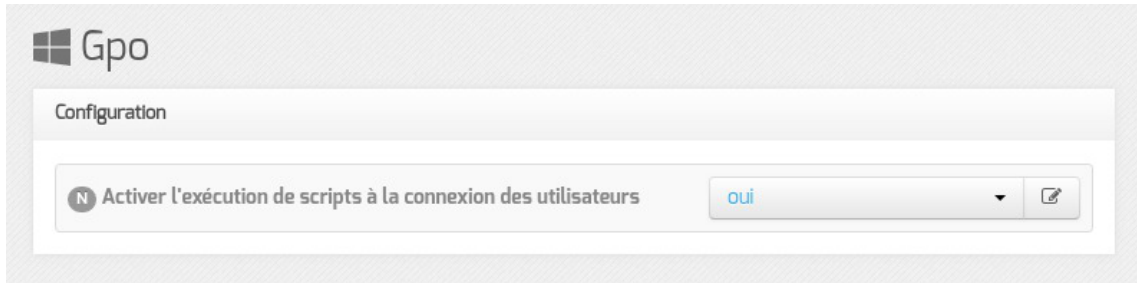 Gpo
Configuration
N Activer l'exécution de scripts à la connexion des utilisateurs oui